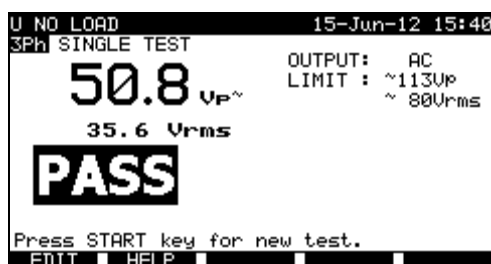 U NO LOAD 15-Jun-12 15:40
3Ph SINGLE TEST
50.8 Vp~
35.6 Vrms
PASS
OUTPUT: AC
LIMIT : ~113Vp
~ 80Vrms
Press START key for new test.
EDIT HELP